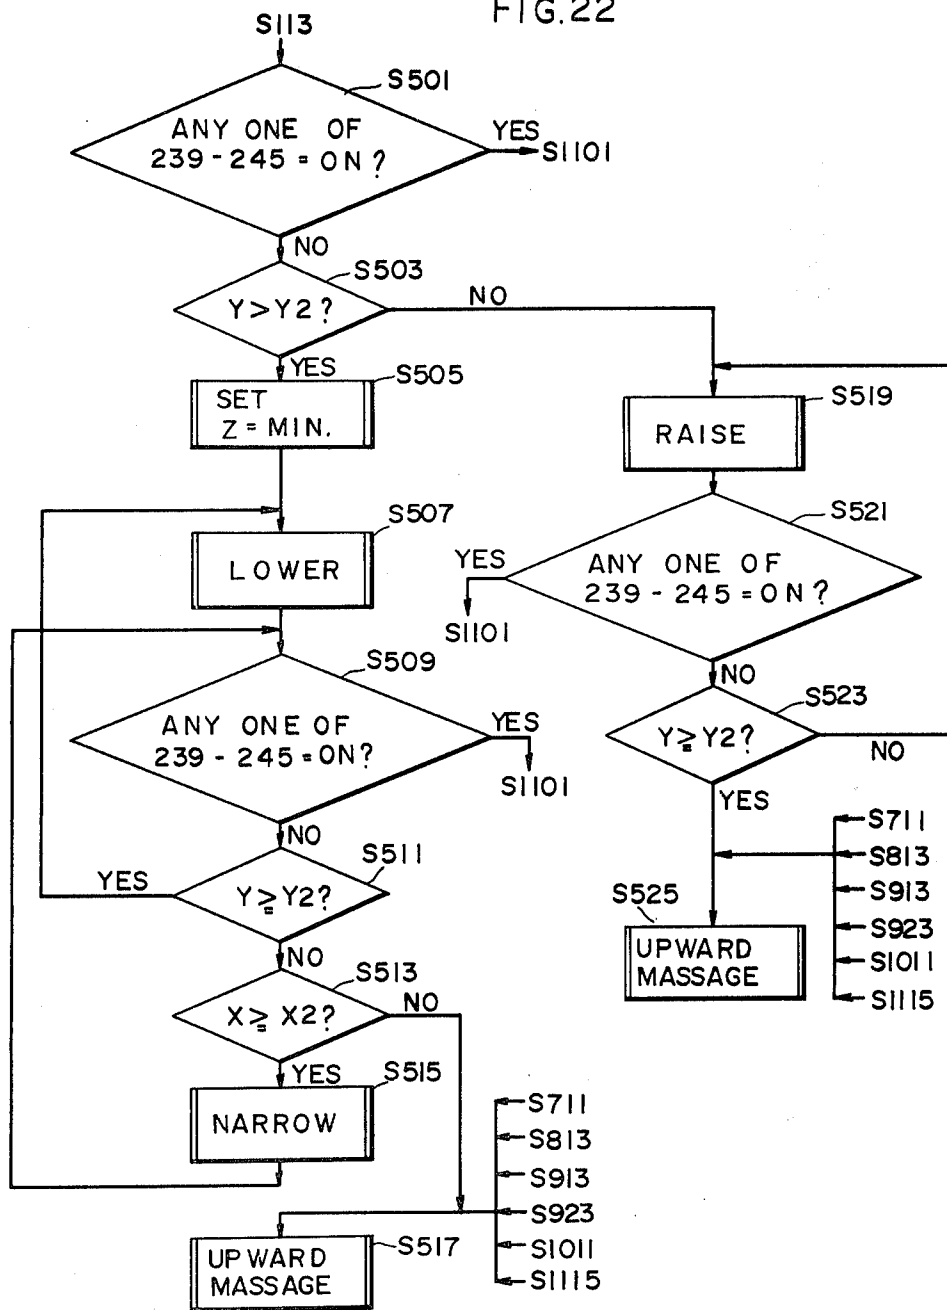 FIG.22
S113
S501
ANY ONE OF
239 - 245 = ON ?
YES
S1101
NO
S503
Y > Y2 ?
NO
YES
S505
SET
Z = MIN.
S507
LOWER
S509
ANY ONE OF
239 - 245 = ON ?
YES
S1101
NO
S511
Y ≥ Y2?
YES
NO
S513
X ≥ X2?
NO
YES
S515
NARROW
S711
S813
S913
S923
S1011
S1115
S517
UPWARD
MASSAGE
S519
RAISE
S521
ANY ONE OF
239 - 245 = ON ?
YES
S1101
NO
S523
Y ≥ Y2?
NO
YES
S711
S813
S913
S923
S1011
S1115
S525
UPWARD
MASSAGE